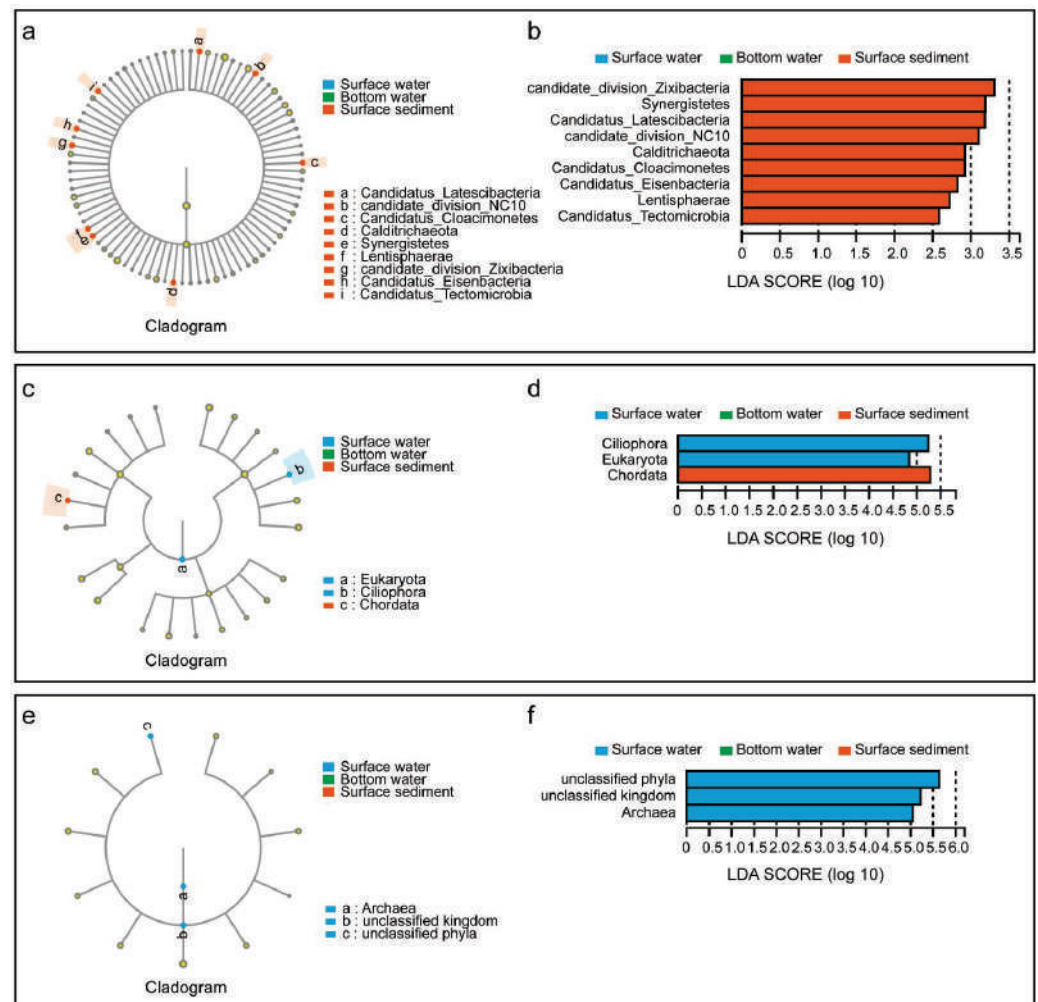 a
a
b
c
d
e
f
g
h
i
Surface water
Bottom water
Surface sediment
a : Candidatus_Latescibacteria
b : candidate_division_NC10
c : Candidatus_Cloacimonetes
d : Calditrichaeota
e : Synergistetes
f : Lentisphaerae
g : candidate_division_Zixibacteria
h : Candidatus_Eisenbacteria
i : Candidatus_Tectomicrobia
Cladogram
b
Surface water Bottom water Surface sediment
candidate_division_Zixibacteria
Synergistetes
Candidatus_Latescibacteria
candidate_division_NC10
Calditrichaeota
Candidatus_Cloacimonetes
Candidatus_Eisenbacteria
Lentisphaerae
Candidatus_Tectomicrobia
0 0.5 1.0 1.5 2.0 2.5 3.0 3.5
LDA SCORE (log 10)
c
b
c
a
Surface water
Bottom water
Surface sediment
a : Eukaryota
b : Ciliophora
c : Chordata
Cladogram
d
Surface water Bottom water Surface sediment
Ciliophora
Eukaryota
Chordata
0 0.5 1.0 1.5 2.0 2.5 3.0 3.5 4.0 4.5 5.0 5.5
LDA SCORE (log 10)
e
c
a
b
Surface water
Bottom water
Surface sediment
a : Archaea
b : unclassified kingdom
c : unclassified phyla
Cladogram
f
Surface water Bottom water Surface sediment
unclassified phyla
unclassified kingdom
Archaea
0 0.5 1.0 1.5 2.0 2.5 3.0 3.5 4.0 4.5 5.0 5.5 6.0
LDA SCORE (log 10)